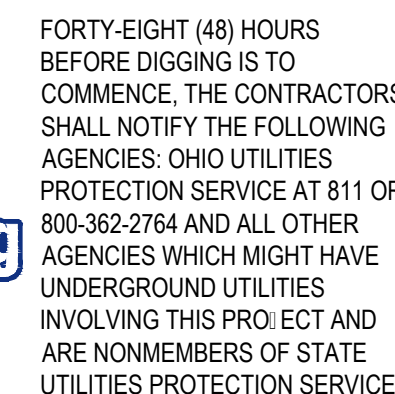 FORTY-EIGHT (48) HOURS
BEFORE DIGGING IS TO
COMMENCE, THE CONTRACTORS
SHALL NOTIFY THE FOLLOWING
AGENCIES: OHIO UTILITIES
PROTECTION SERVICE AT 811 OR
800-362-2764 AND ALL OTHER
g AGENCIES WHICH MIGHT HAVE
UNDERGROUND UTILITIES
INVOLVING THIS PRO▯ECT AND
ARE NONMEMBERS OF STATE
UTILITIES PROTECTION SERVICE